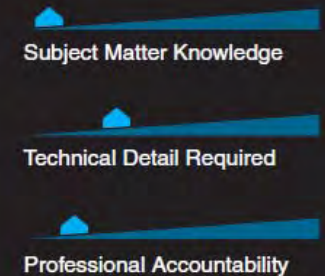 Subject Matter Knowledge
Technical Detail Required
Professional Accountability